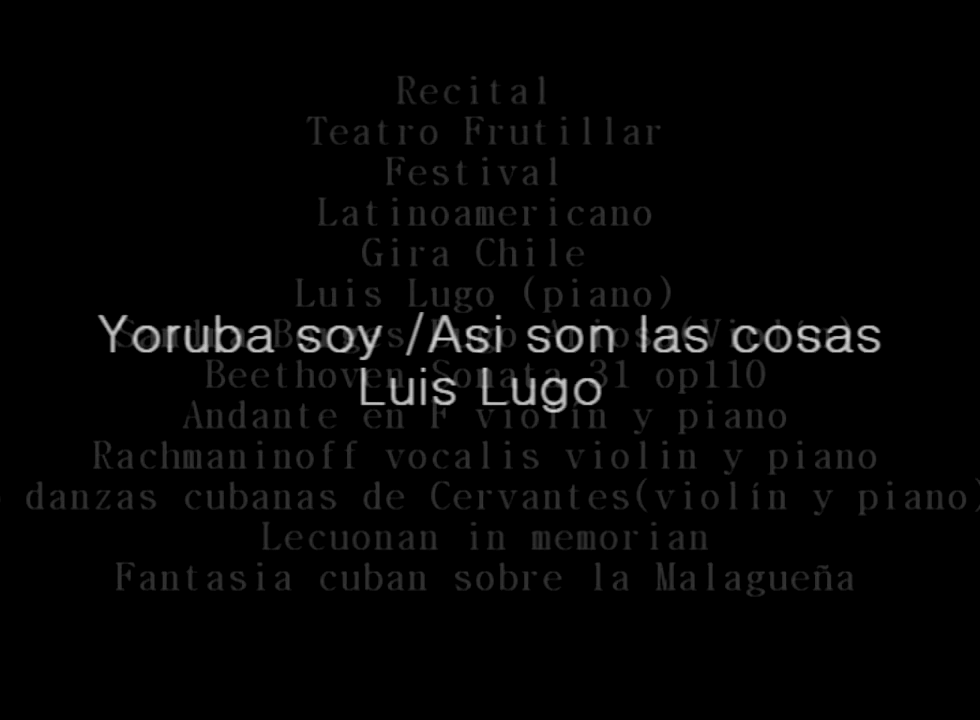 Recital
Teatro Frutillar
Festival
Latinoamericano
Gira Chile
Luis Lugo (piano)
Yoruba soy /Asi son las cosas
Luis Lugo
Beethoven Sonata 31 op110
Andante en F violín y piano
Rachmaninoff vocalis violin y piano
danzas cubanas de Cervantes(violín y piano)
Lecuonan in memorian
Fantasia cuban sobre la Malagueña